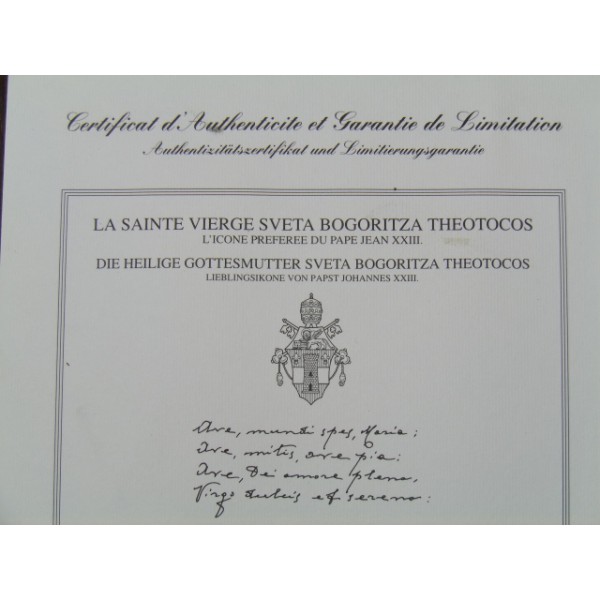 Certificat d'Authenticite et Garantie de Limitation
Authentizitätszertifikat und Limitierungsgarantie
LA SAINTE VIERGE SVETA BOGORITZA THEOTOCOS
L'ICONE PREFEREE DU PAPE JEAN XXIII.
DIE HEILIGE GOTTESMUTTER SVETA BOGORITZA THEOTOCOS
LIEBLINGSIKONE VON PAPST JOHANNES XXIII.
Ave, mundi spes, Maria:
Ave, mitis, ave pia:
Ave, Dei amore plena,
Virgo dulcis et serena: